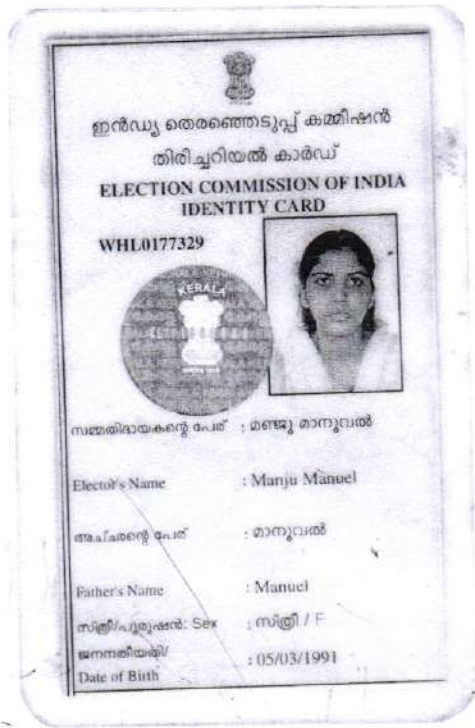 ഇൻഡ്യ തെരഞ്ഞെടുപ്പ് കമ്മീഷൻ
തിരിച്ചറിയൽ കാർഡ്
ELECTION COMMISSION OF INDIA
IDENTITY CARD
WHL0177329
KERALA
സമ്മതിദായകന്റെ പേര് : മഞ്ജു മാനുവൽ
Elector's Name : Manju Manuel
അച്ഛന്റെ പേര് : മാനുവൽ
Father's Name : Manuel
സ്ത്രീ/പുരുഷൻ: Sex : സ്ത്രീ / F
ജനനതീയതി/
Date of Birth : 05/03/1991